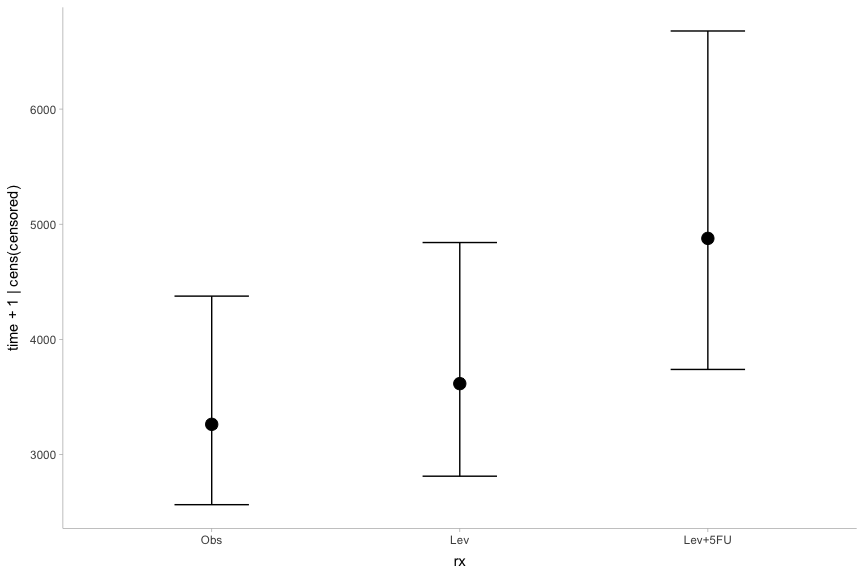 6000
5000
4000
3000
time + 1 | cens(censored)
Obs
Lev
Lev+5FU
rx